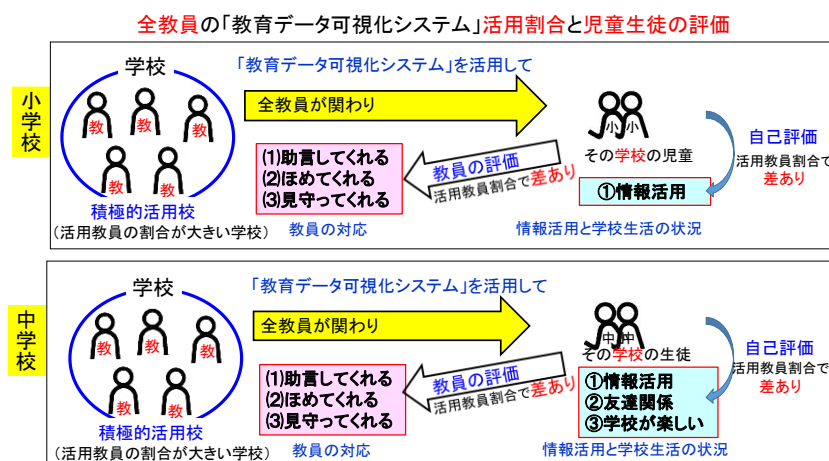 全教員の「教育データ可視化システム」活用割合と児童生徒の評価
小学校
学校
教
教
教
教
教
積極的活用校
(活用教員の割合が大きい学校)
「教育データ可視化システム」を活用して
全教員が関わり
(1)助言してくれる
(2)ほめてくれる
(3)見守ってくれる
教員の対応
教員の評価
活用教員割合で差あり
小 小
その学校の児童
①情報活用
情報活用と学校生活の状況
自己評価
活用教員割合で
差あり
中学校
学校
教
教
教
教
教
積極的活用校
(活用教員の割合が大きい学校)
「教育データ可視化システム」を活用して
全教員が関わり
(1)助言してくれる
(2)ほめてくれる
(3)見守ってくれる
教員の対応
教員の評価
活用教員割合で差あり
中 中
その学校の生徒
①情報活用
②友達関係
③学校が楽しい
情報活用と学校生活の状況
自己評価
活用教員割合で
差あり